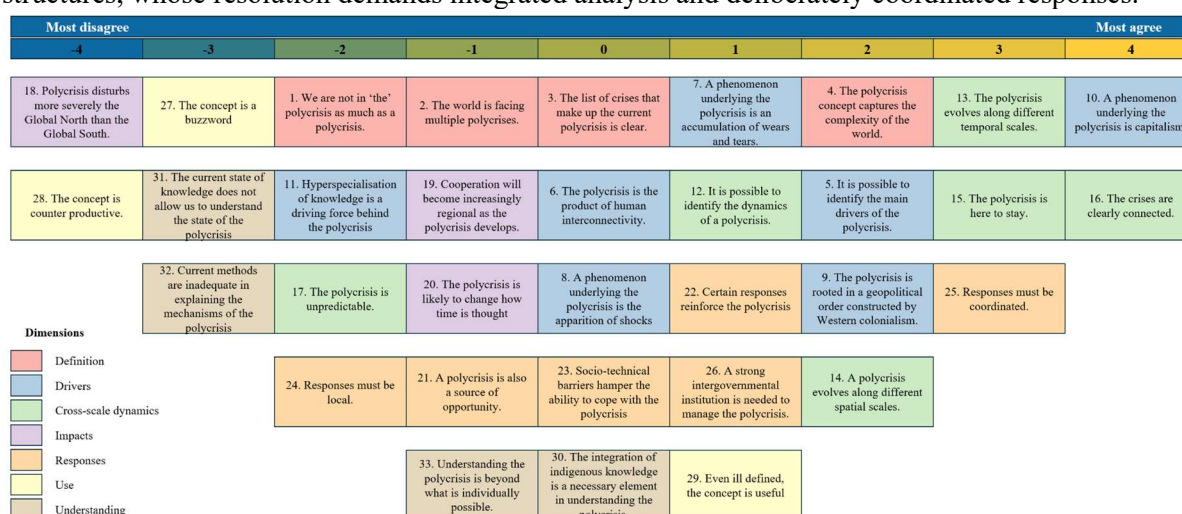 structures, whose resolution demands integrated analysis and deliberately coordinated responses.
Most disagree Most agree
-4 -3 -2 -1 0 1 2 3 4
18. Polycrisis disturbs
more severely the
Global North than the
Global South.
27. The concept is a
buzzword
1. We are not in ‘the’
polycrisis as much as a
polycrisis.
2. The world is facing
multiple polycrises.
3. The list of crises that
make up the current
polycrisis is clear.
7. A phenomenon
underlying the
polycrisis is an
accumulation of wears
and tears.
4. The polycrisis
concept captures the
complexity of the
world.
13. The polycrisis
evolves along different
temporal scales.
10. A phenomenon
underlying the
polycrisis is capitalism
28. The concept is
counter productive.
31. The current state of
knowledge does not
allow us to understand
the state of the
polycrisis
11. Hyperspecialisation
of knowledge is a
driving force behind
the polycrisis
19. Cooperation will
become increasingly
regional as the
polycrisis develops.
6. The polycrisis is the
product of human
interconnectivity.
12. It is possible to
identify the dynamics
of a polycrisis.
5. It is possible to
identify the main
drivers of the
polycrisis.
15. The polycrisis is
here to stay.
16. The crises are
clearly connected.
32. Current methods
are inadequate in
explaining the
mechanisms of the
polycrisis
17. The polycrisis is
unpredictable.
20. The polycrisis is
likely to change how
time is thought
8. A phenomenon
underlying the
polycrisis is the
apparition of shocks
22. Certain responses
reinforce the polycrisis
9. The polycrisis is
rooted in a geopolitical
order constructed by
Western colonialism.
25. Responses must be
coordinated.
24. Responses must be
local.
21. A polycrisis is also
a source of
opportunity.
23. Socio-technical
barriers hamper the
ability to cope with the
polycrisis
26. A strong
intergovernmental
institution is needed to
manage the polycrisis.
14. A polycrisis
evolves along different
spatial scales.
33. Understanding the
polycrisis is beyond
what is individually
possible.
30. The integration of
indigenous knowledge
is a necessary element
in understanding the
polycrisis
29. Even ill defined,
the concept is useful
Dimensions
Definition
Drivers
Cross-scale dynamics
Impacts
Responses
Use
Understanding